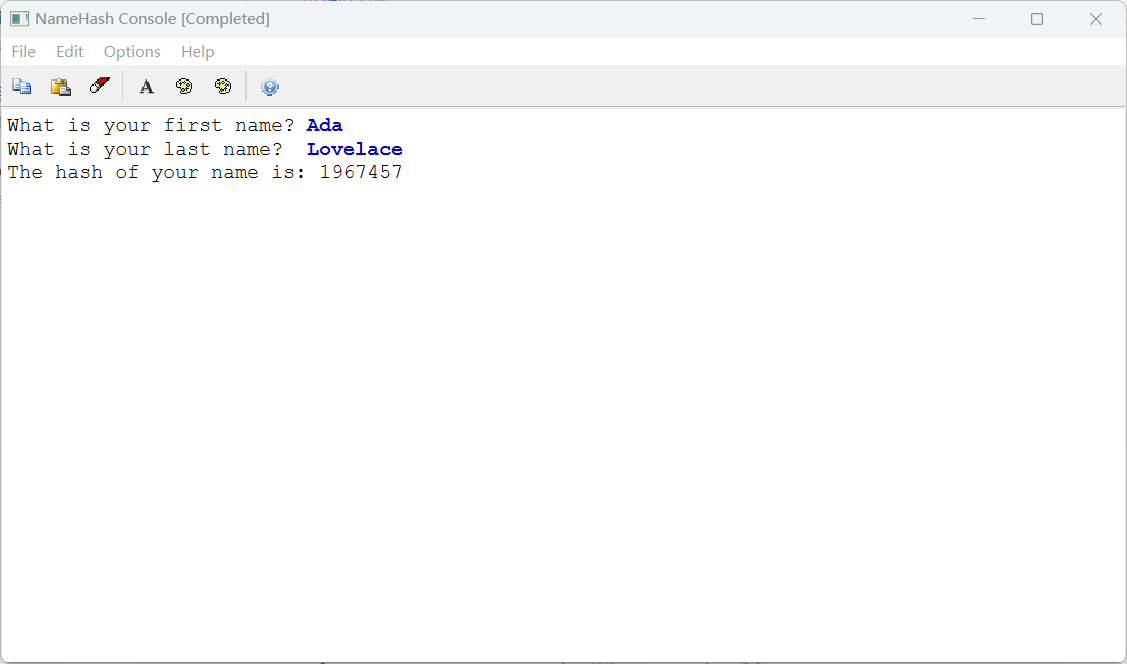 NameHash Console [Completed]
File Edit Options Help
What is your first name? Ada
What is your last name?  Lovelace
The hash of your name is: 1967457